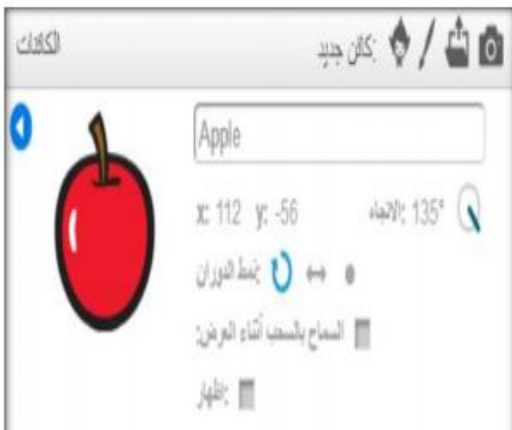 الكائنات كائن جديد:
Apple
x: 112 y: -56 الاتجاه: 135°
نمط الدوران:
السماح بالسحب أثناء العرض:
إظهار: